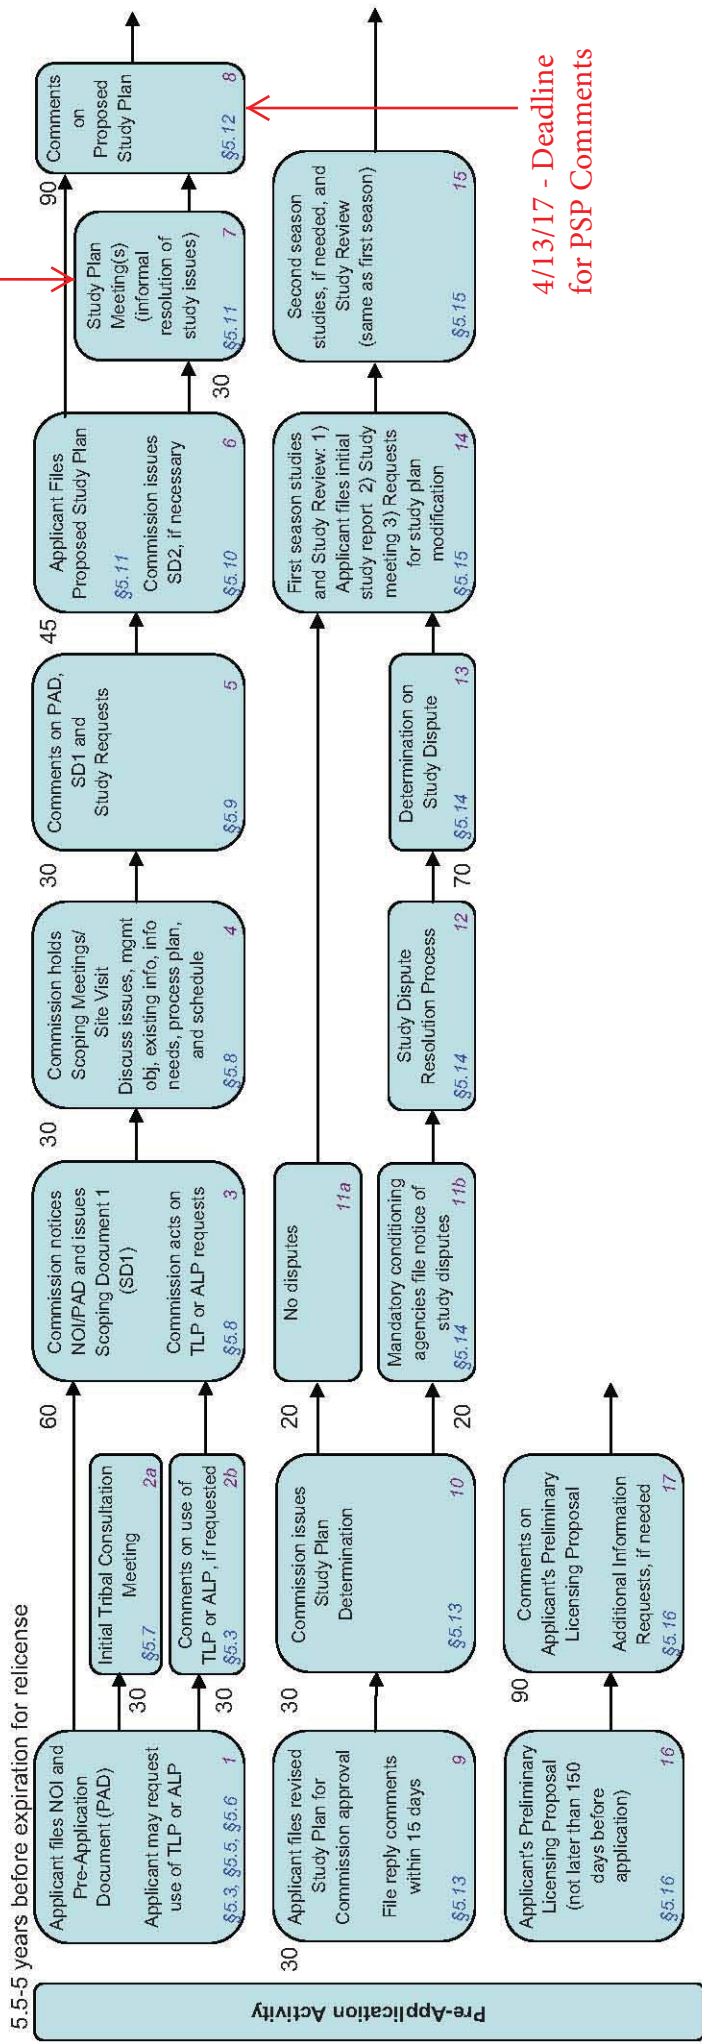 5.5-5 years before expiration for relicense
Pre-Application Activity
Applicant files NOI and
Pre-Application
Document (PAD)
Applicant may request
use of TLP or ALP
§5.3, §5.5, §5.6 1
30
Initial Tribal Consultation
Meeting
§5.7 2a
30
Comments on use of
TLP or ALP, if requested
§5.3 2b
60
Commission notices
NOI/PAD and issues
Scoping Document 1
(SD1)
Commission acts on
TLP or ALP requests
§5.8 3
30
Commission holds
Scoping Meetings/
Site Visit
Discuss issues, mgmt
obj, existing info, info
needs, process plan,
and schedule
§5.8 4
30
Comments on PAD,
SD1 and
Study Requests
§5.9 5
45
Applicant Files
Proposed Study Plan
§5.11
Commission issues
SD2, if necessary
§5.10 6
30
Study Plan
Meeting(s)
(informal
resolution of
study issues)
§5.11 7
90
Comments
on
Proposed
Study Plan
§5.12 8
30
Applicant files revised
Study Plan for
Commission approval
File reply comments
within 15 days
§5.13 9
30
Commission issues
Study Plan
Determination
§5.13 10
20
No disputes
11a
20
Mandatory conditioning
agencies file notice of
study disputes
§5.14 11b
Study Dispute
Resolution Process
§5.14 12
70
Determination on
Study Dispute
§5.14 13
First season studies
and Study Review: 1)
Applicant files initial
study report 2) Study
meeting 3) Requests
for study plan
modification
§5.15 14
Second season
studies, if needed, and
Study Review
(same as first season)
§5.15 15
4/13/17 - Deadline
for PSP Comments
Applicant's Preliminary
Licensing Proposal
(not later than 150
days before
application)
§5.16 16
90
Comments on
Applicant's Preliminary
Licensing Proposal
Additional Information
Requests, if needed
§5.16 17